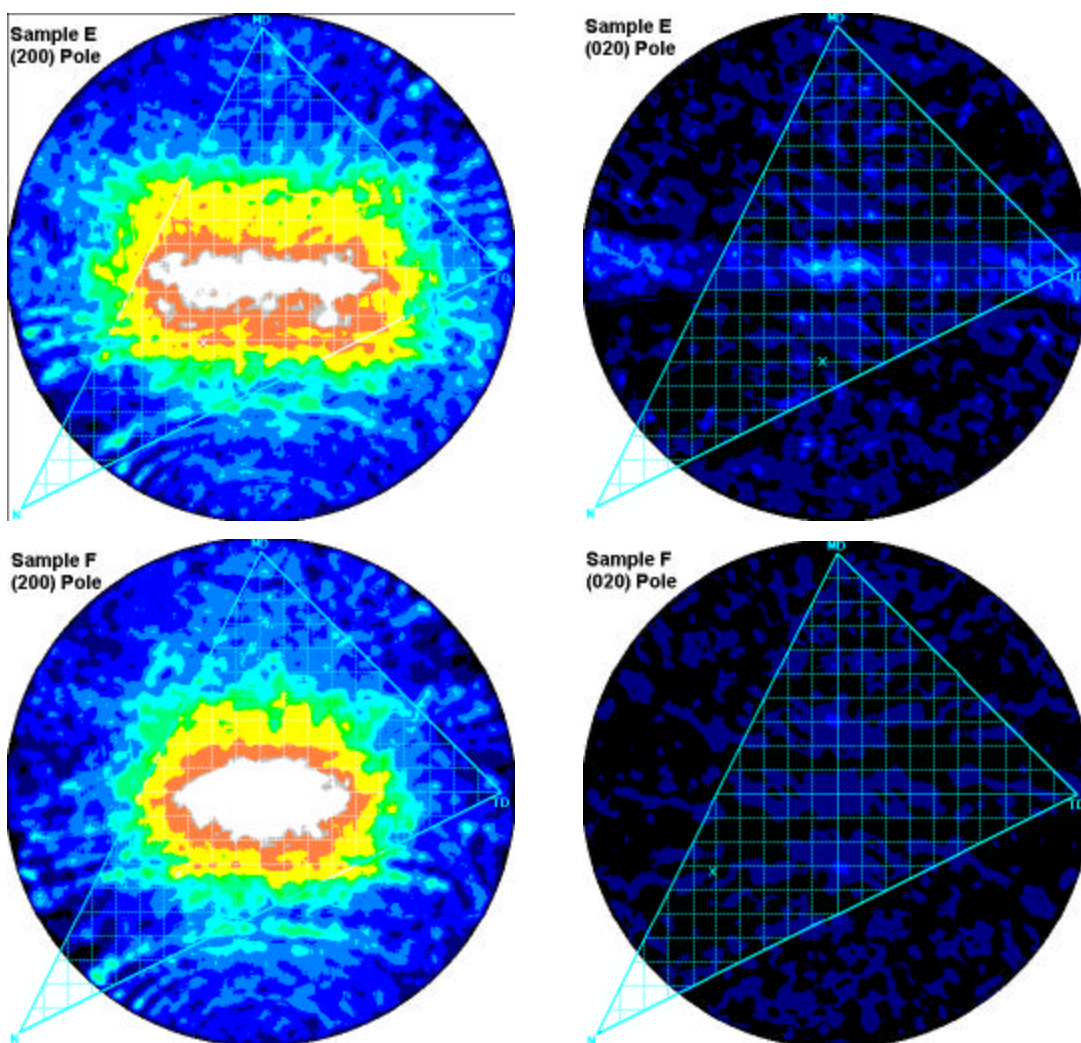 MD
Sample E
(200) Pole
TD
N
MD
Sample E
(020) Pole
TD
N
MD
Sample F
(200) Pole
TD
N
MD
Sample F
(020) Pole
TD
N